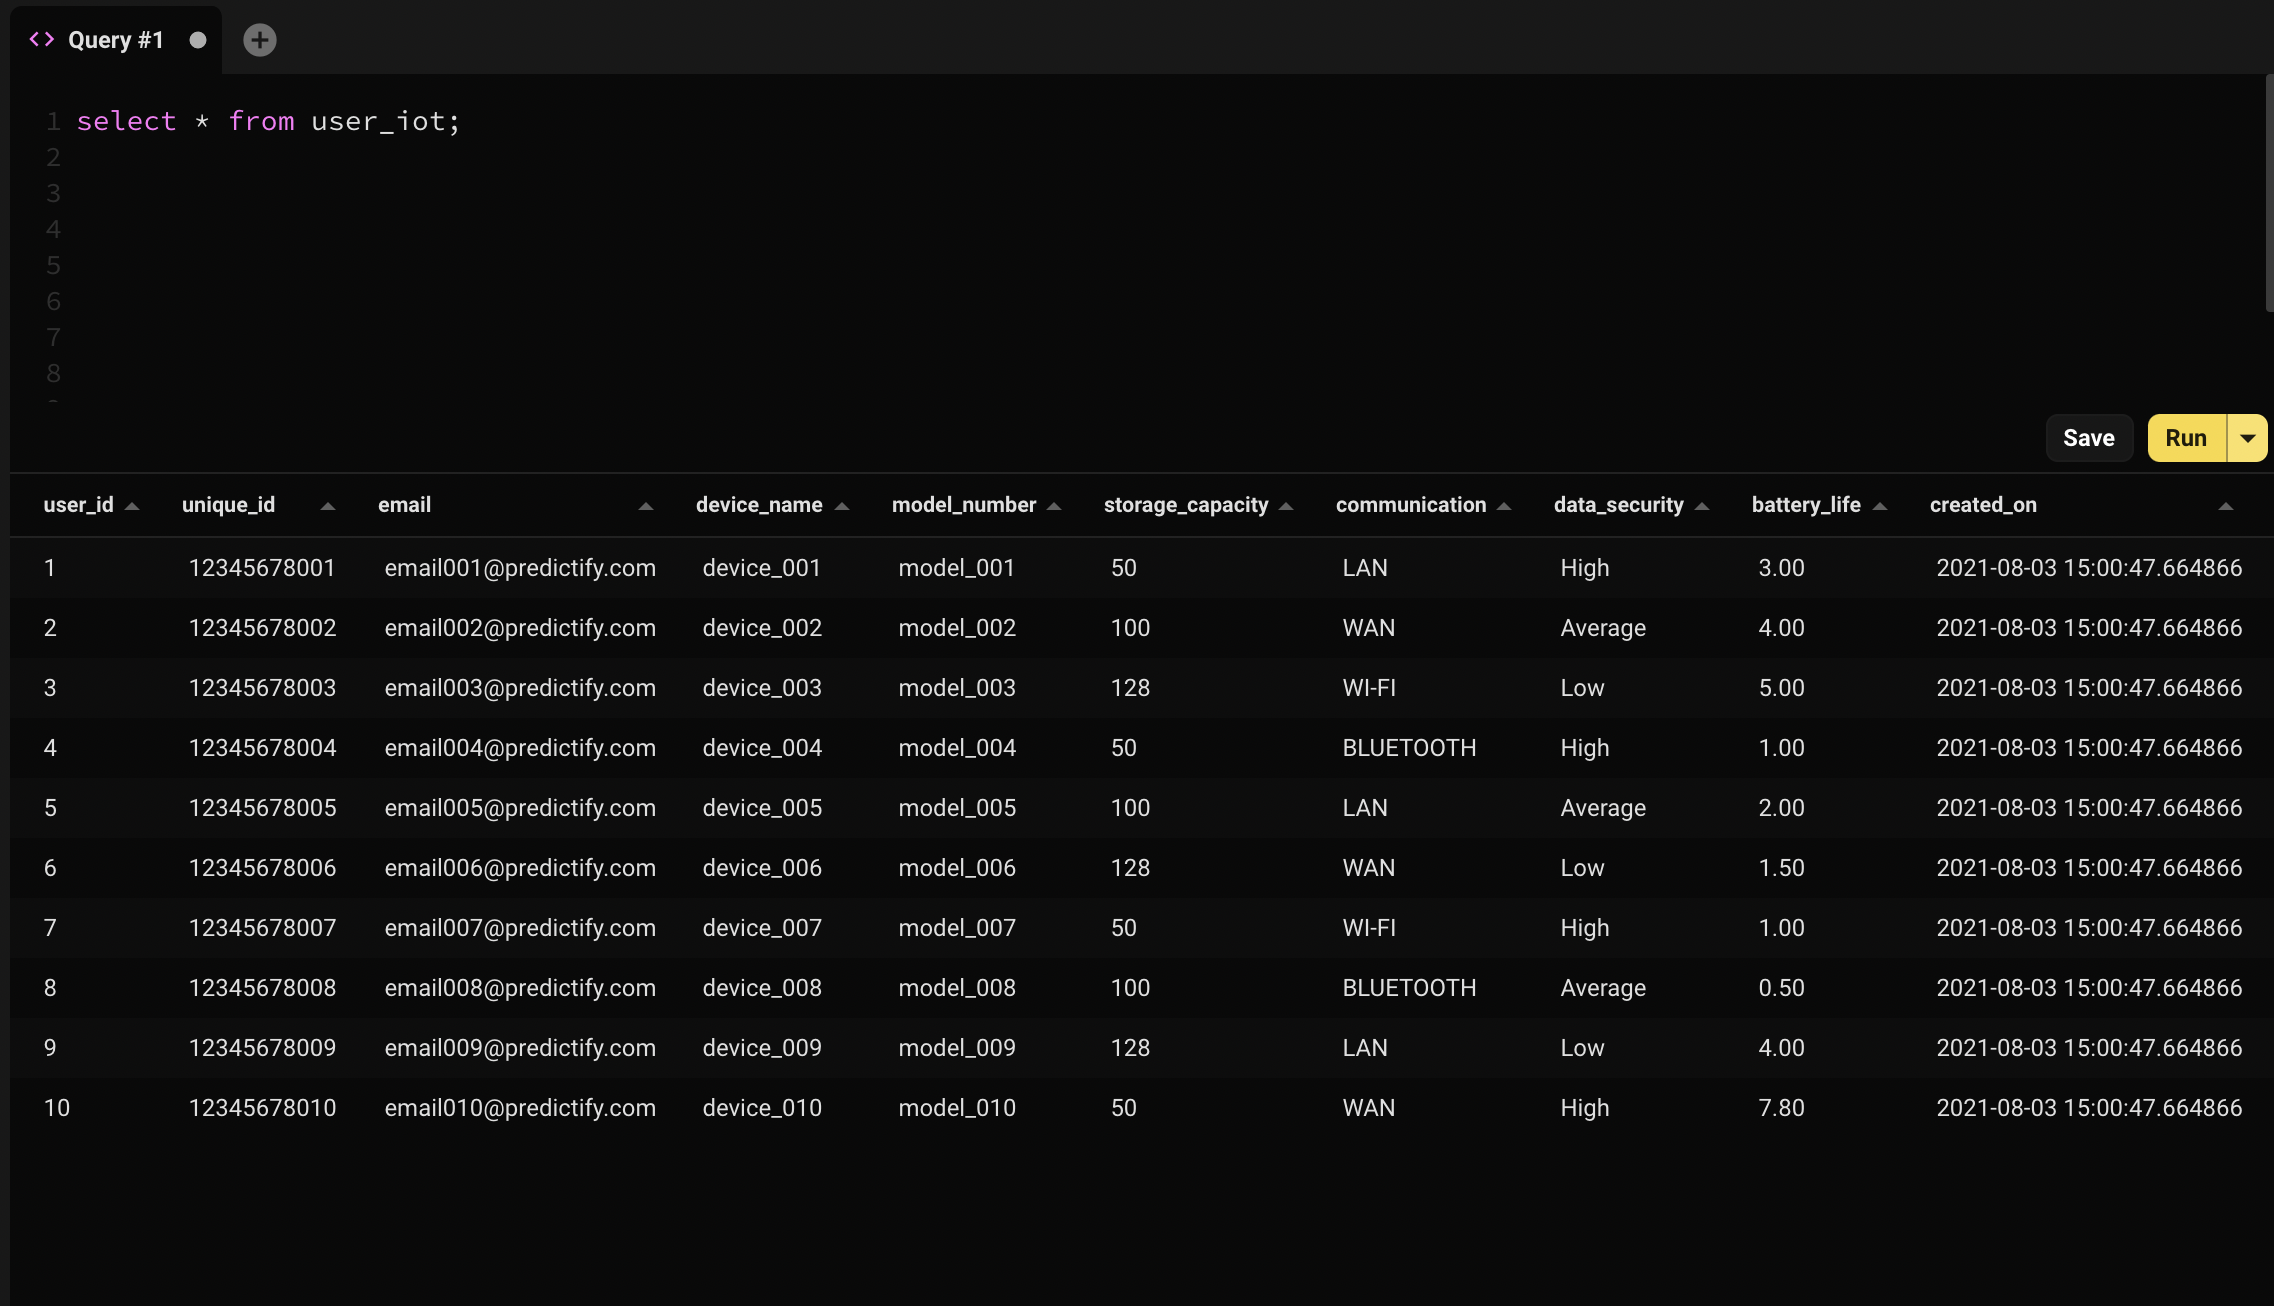 <> Query #1
1 select * from user_iot;
2
3
4
5
6
7
8
Save Run
user_id unique_id email device_name model_number storage_capacity communication data_security battery_life created_on
1 12345678001 email001@predictify.com device_001 model_001 50 LAN High 3.00 2021-08-03 15:00:47.664866
2 12345678002 email002@predictify.com device_002 model_002 100 WAN Average 4.00 2021-08-03 15:00:47.664866
3 12345678003 email003@predictify.com device_003 model_003 128 WI-FI Low 5.00 2021-08-03 15:00:47.664866
4 12345678004 email004@predictify.com device_004 model_004 50 BLUETOOTH High 1.00 2021-08-03 15:00:47.664866
5 12345678005 email005@predictify.com device_005 model_005 100 LAN Average 2.00 2021-08-03 15:00:47.664866
6 12345678006 email006@predictify.com device_006 model_006 128 WAN Low 1.50 2021-08-03 15:00:47.664866
7 12345678007 email007@predictify.com device_007 model_007 50 WI-FI High 1.00 2021-08-03 15:00:47.664866
8 12345678008 email008@predictify.com device_008 model_008 100 BLUETOOTH Average 0.50 2021-08-03 15:00:47.664866
9 12345678009 email009@predictify.com device_009 model_009 128 LAN Low 4.00 2021-08-03 15:00:47.664866
10 12345678010 email010@predictify.com device_010 model_010 50 WAN High 7.80 2021-08-03 15:00:47.664866